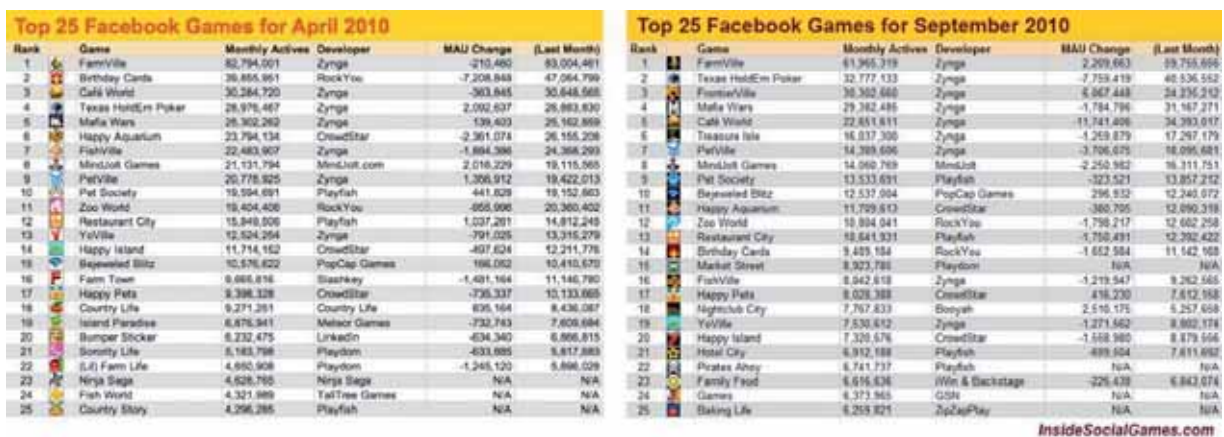 Top 25 Facebook Games for April 2010
Rank Game Monthly Actives Developer MAU Change (Last Month)
1 FarmVille 82,794,001 Zynga -210,460 83,004,461
2 Birthday Cards 39,855,951 RockYou -7,208,848 47,064,799
3 Café World 30,284,720 Zynga -363,845 30,648,565
4 Texas HoldEm Poker 28,976,467 Zynga 2,092,637 26,883,830
5 Mafia Wars 25,302,262 Zynga 139,403 25,162,859
6 Happy Aquarium 23,794,134 CrowdStar -2,361,074 26,155,208
7 FishVille 22,483,907 Zynga -1,884,386 24,368,293
8 MindJolt Games 21,131,794 MindJolt.com 2,016,229 19,115,565
9 PetVille 20,778,925 Zynga 1,356,912 19,422,013
10 Pet Society 19,594,691 Playfish 441,828 19,152,863
11 Zoo World 19,404,406 RockYou -955,996 20,360,402
12 Restaurant City 15,849,506 Playfish 1,037,261 14,812,245
13 YoVille 12,524,254 Zynga -791,025 13,315,279
14 Happy Island 11,714,152 CrowdStar -497,624 12,211,776
15 Bejeweled Blitz 10,576,622 PopCap Games 166,052 10,410,570
16 Farm Town 9,665,616 Slashkey -1,481,164 11,146,780
17 Happy Pets 9,398,328 CrowdStar -735,337 10,133,665
18 Country Life 9,271,251 Country Life 835,164 8,436,087
19 Island Paradise 6,876,941 Meteor Games -732,743 7,609,684
20 Bumper Sticker 6,232,475 LinkedIn -634,340 6,866,815
21 Sorority Life 5,183,798 Playdom -633,885 5,817,683
22 (Lil) Farm Life 4,650,908 Playdom -1,245,120 5,896,028
23 Ninja Saga 4,628,765 Ninja Saga N/A N/A
24 Fish World 4,321,989 TallTree Games N/A N/A
25 Country Story 4,296,285 Playfish N/A N/A
Top 25 Facebook Games for September 2010
Rank Game Monthly Actives Developer MAU Change (Last Month)
1 FarmVille 61,965,319 Zynga 2,209,663 59,755,656
2 Texas HoldEm Poker 32,777,133 Zynga -7,759,419 40,536,552
3 FrontierVille 30,302,660 Zynga 6,067,448 24,235,212
4 Mafia Wars 29,382,485 Zynga -1,784,786 31,167,271
5 Café World 22,651,611 Zynga -11,741,406 34,393,017
6 Treasure Isle 16,037,300 Zynga -1,259,879 17,297,179
7 PetVille 14,389,606 Zynga -3,706,075 18,095,681
8 MindJolt Games 14,060,769 MindJolt -2,250,982 16,311,751
9 Pet Society 13,533,691 Playfish -323,521 13,857,212
10 Bejeweled Blitz 12,537,004 PopCap Games 296,932 12,240,072
11 Happy Aquarium 11,709,613 CrowdStar -380,705 12,090,318
12 Zoo World 10,804,041 RockYou -1,798,217 12,602,258
13 Restaurant City 10,641,931 Playfish -1,750,491 12,392,422
14 Birthday Cards 9,489,184 RockYou -1,652,984 11,142,168
15 Market Street 8,923,785 Playdom N/A N/A
16 FishVille 8,042,618 Zynga -1,219,947 9,262,565
17 Happy Pets 8,028,388 CrowdStar 416,230 7,612,158
18 Nightclub City 7,767,833 Booyah 2,510,175 5,257,658
19 YoVille 7,530,612 Zynga -1,271,562 8,802,174
20 Happy Island 7,320,576 CrowdStar -1,558,980 8,879,556
21 Hotel City 6,912,188 Playfish -699,504 7,611,692
22 Pirates Ahoy 6,741,737 Playfish N/A N/A
23 Family Feud 6,616,636 iWin & Backstage -226,438 6,843,074
24 Games 6,373,965 GSN N/A N/A
25 Baking Life 6,259,821 ZipZapPlay N/A N/A
InsideSocialGames.com